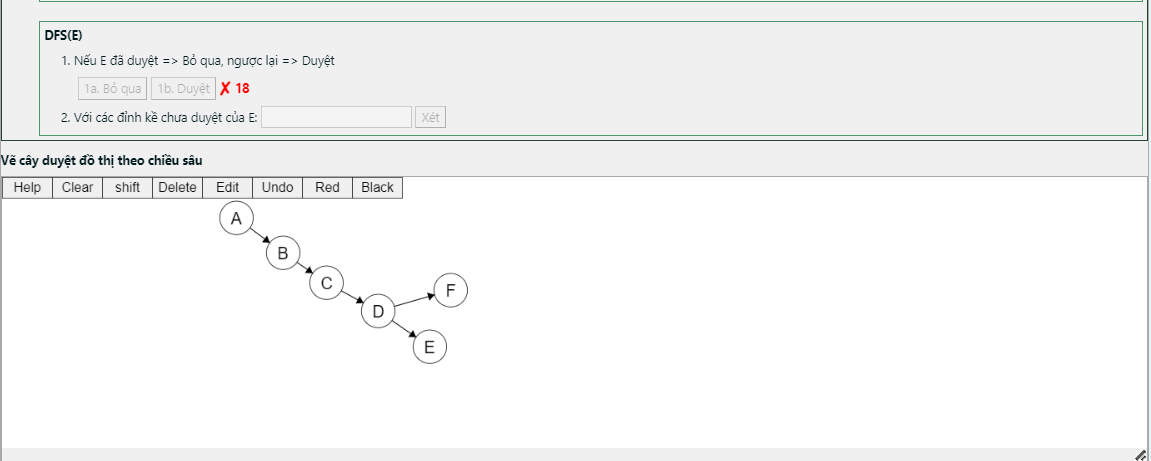 DFS(E)
1. Nếu E đã duyệt => Bỏ qua, ngược lại => Duyệt
1a. Bỏ qua 1b. Duyệt ✗ 18
2. Với các đỉnh kề chưa duyệt của E: Xét
Vẽ cây duyệt đồ thị theo chiều sâu
Help Clear shift Delete Edit Undo Red Black
A
B
C
F
D
E